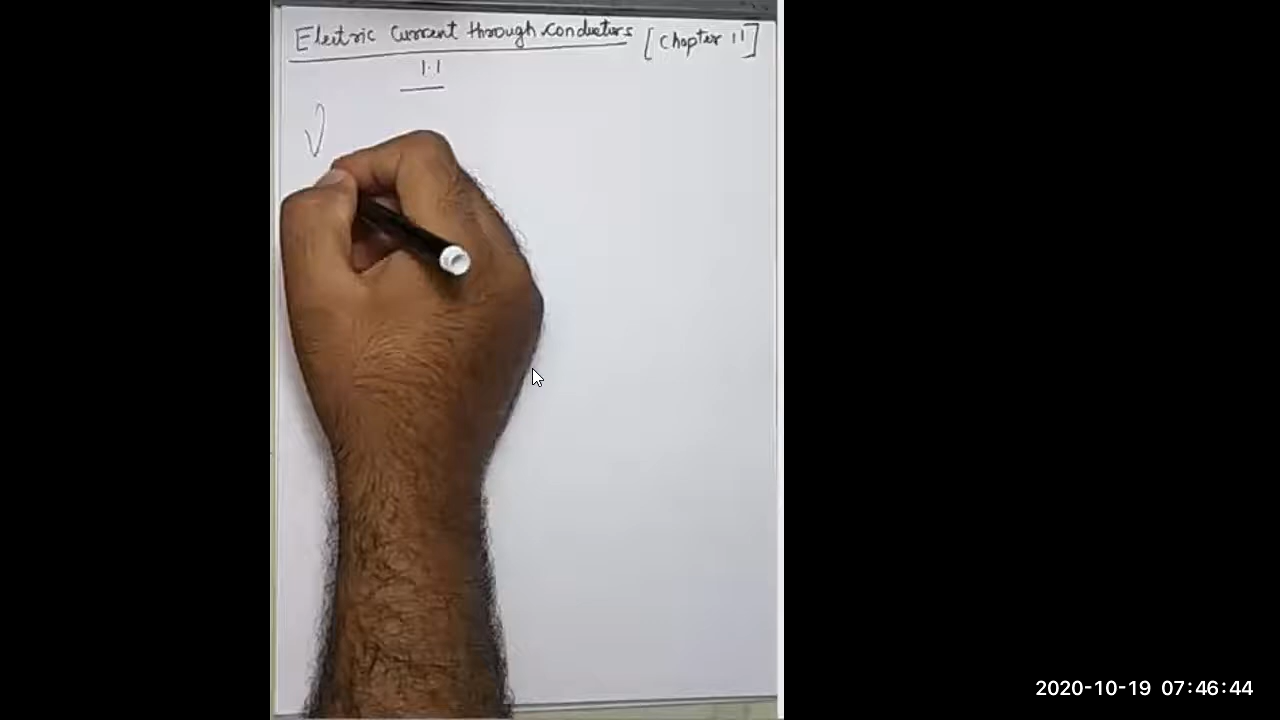 Electric Current through conductors [Chapter 11]
1.1
V
2020-10-19 07:46:44